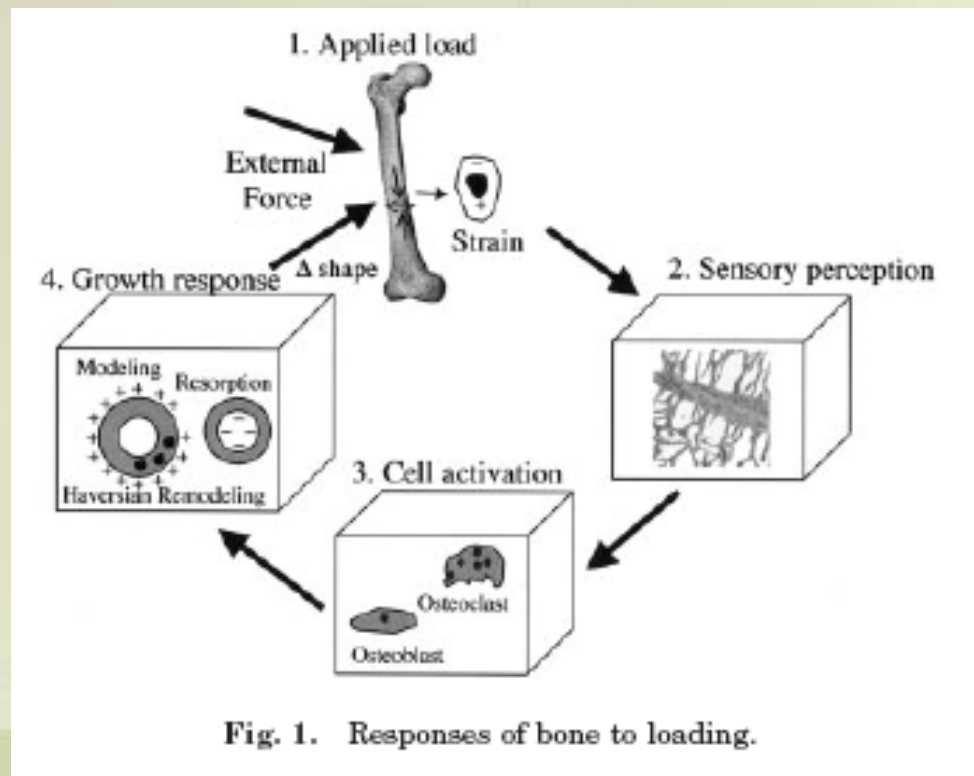 1. Applied load
External
Force
Strain
Δ shape
2. Sensory perception
3. Cell activation
Osteoclast
Osteoblast
4. Growth response
Modeling
Resorption
Haversian Remodeling
Fig. 1. Responses of bone to loading.